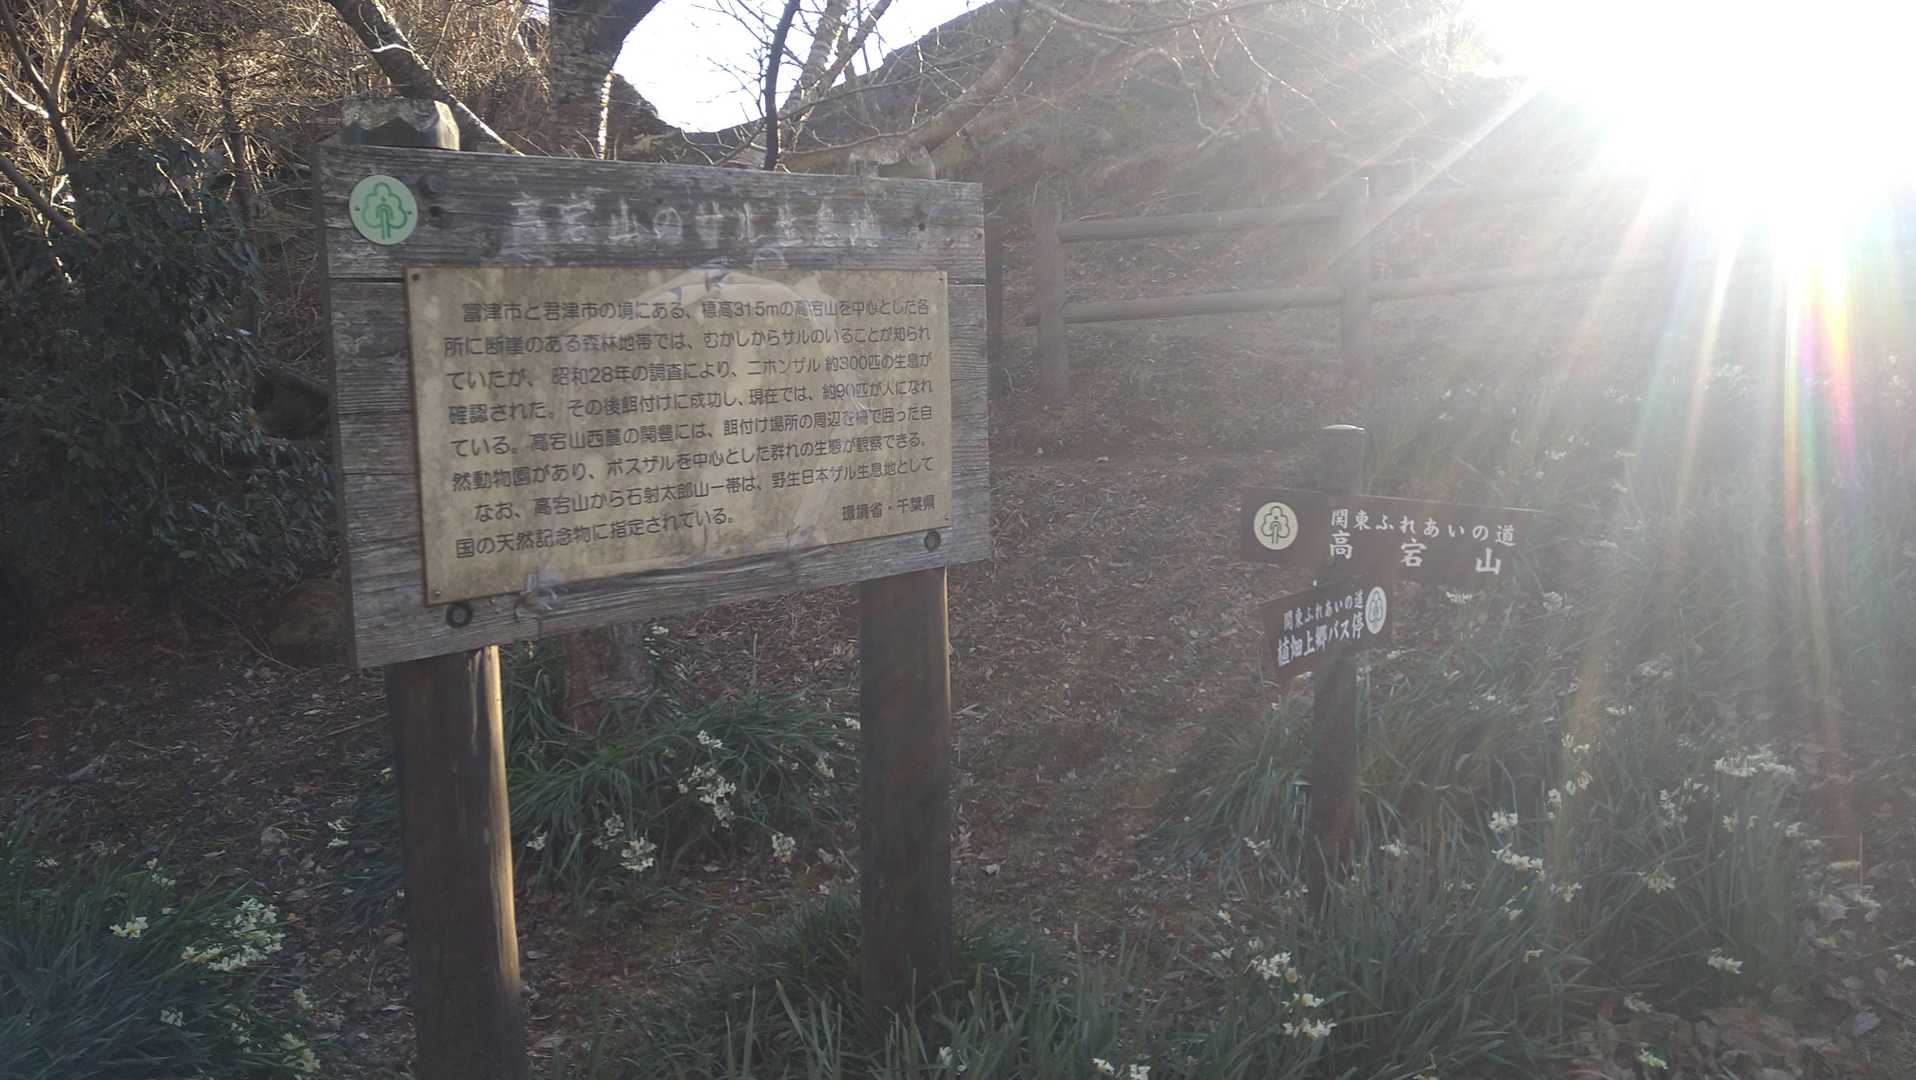 高宕山のサル生息地
富津市と君津市の境にある、標高315mの高宕山を中心とした各
所に断崖のある森林地帯では、むかしからサルのいることが知られ
ていたが、昭和28年の調査により、ニホンザル約300匹の生息が
確認された。その後餌付けに成功し、現在では、約90匹が人になれ
ている。高宕山西麓の関豊には、餌付け場所の周辺を柵で囲った自
然動物園があり、ボスザルを中心とした群れの生態が観察できる。
なお、高宕山から石射太郎山一帯は、野生日本ザル生息地として
国の天然記念物に指定されている。
環境省・千葉県
関東ふれあいの道
高宕山
関東ふれあいの道
植畑上郷バス停